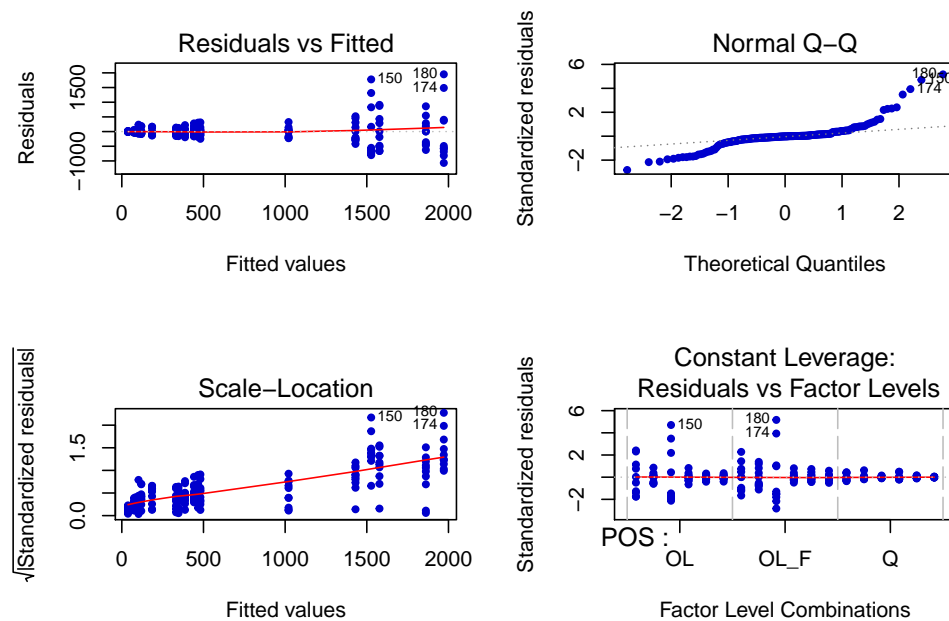 Residuals vs Fitted
Residuals
1500
-1000
150
180
174
0 500 1000 1500 2000
Fitted values
Normal Q-Q
Standardized residuals
6
2
-2
180
150
174
-2 -1 0 1 2
Theoretical Quantiles
Scale-Location
√|Standardized residuals|
1.5
0.0
150
180
174
0 500 1000 1500 2000
Fitted values
Constant Leverage:
Residuals vs Factor Levels
Standardized residuals
6
2
-2
150
180
174
POS :
OL OL_F Q
Factor Level Combinations